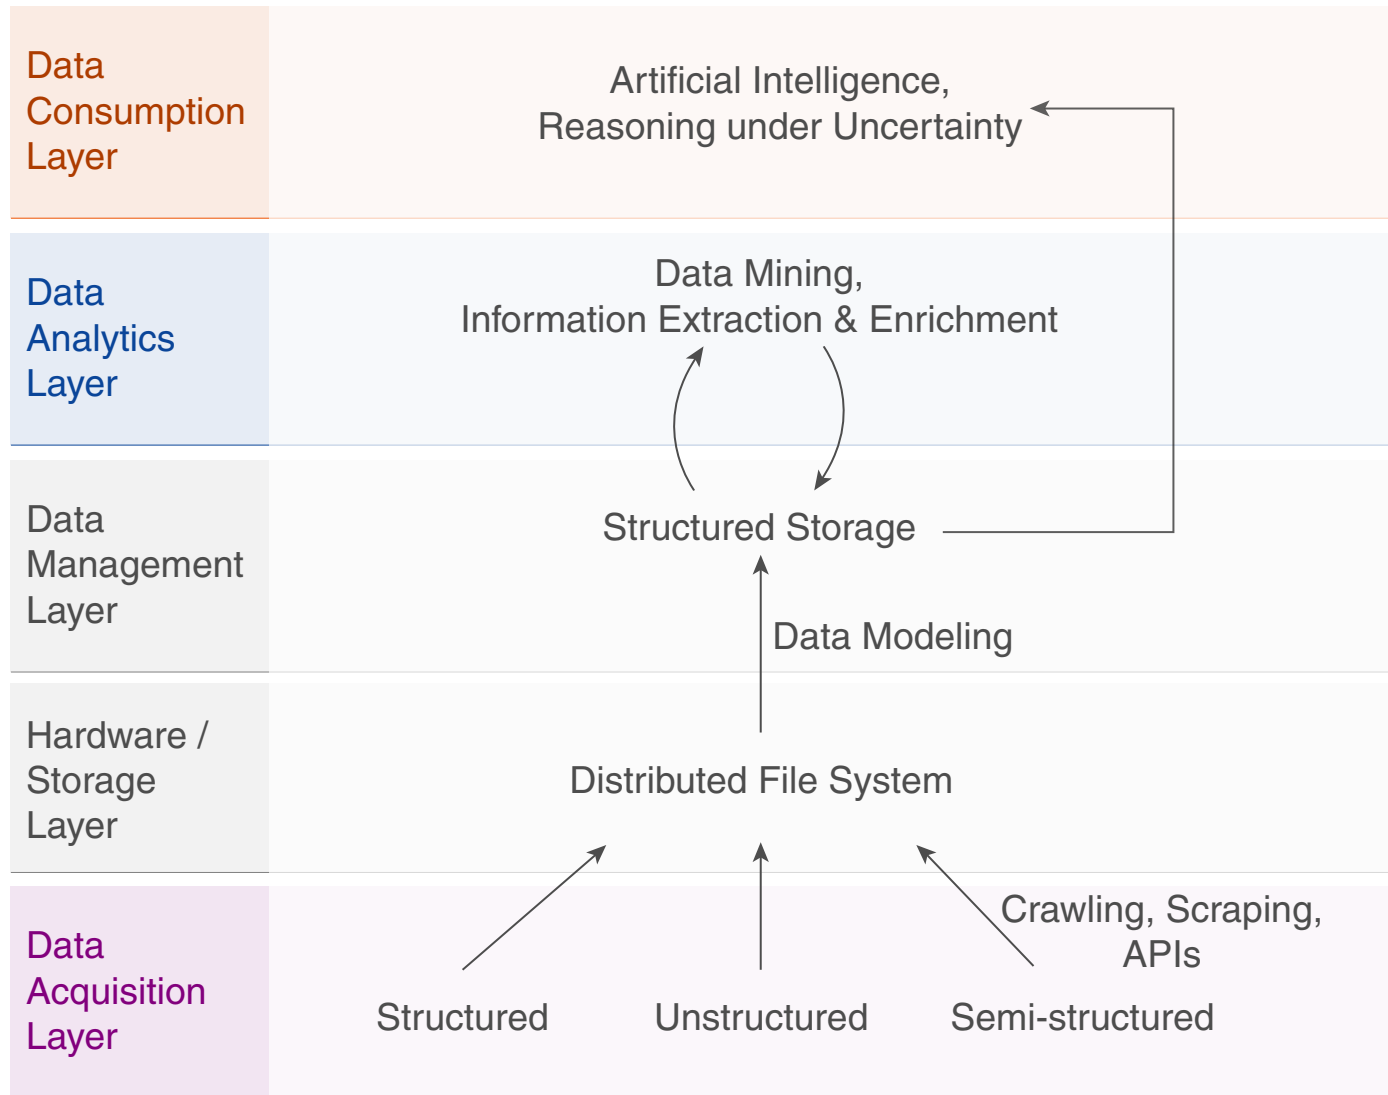 Data
Consumption
Layer
Artificial Intelligence,
Reasoning under Uncertainty
Data
Analytics
Layer
Data Mining,
Information Extraction & Enrichment
Data
Management
Layer
Structured Storage
Data Modeling
Hardware /
Storage
Layer
Distributed File System
Data
Acquisition
Layer
Crawling, Scraping,
APIs
Structured
Unstructured
Semi-structured